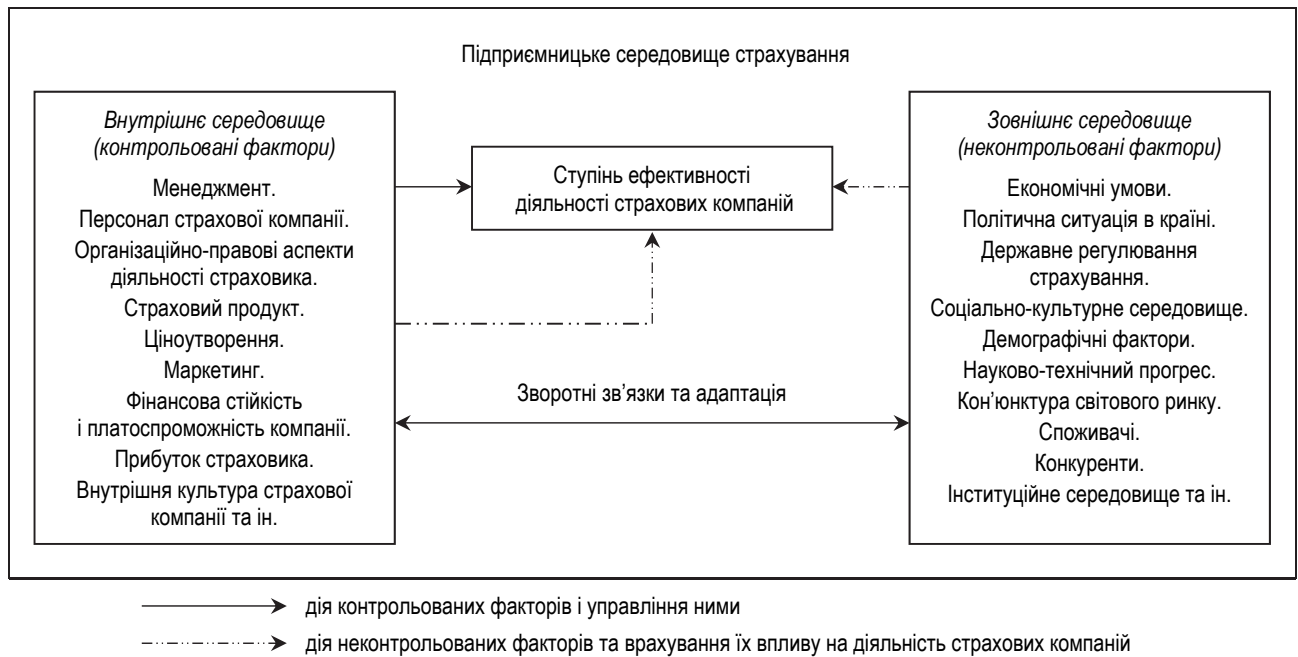 Підприємницьке середовище страхування
Внутрішнє середовище
(контрольовані фактори)
Менеджмент.
Персонал страхової компанії.
Організаційно-правові аспекти
діяльності страховика.
Страховий продукт.
Ціноутворення.
Маркетинг.
Фінансова стійкість
і платоспроможність компанії.
Прибуток страховика.
Внутрішня культура страхової
компанії та ін.
Ступінь ефективності
діяльності страхових компаній
Зворотні зв’язки та адаптація
Зовнішнє середовище
(неконтрольовані фактори)
Економічні умови.
Політична ситуація в країні.
Державне регулювання
страхування.
Соціально-культурне середовище.
Демографічні фактори.
Науково-технічний прогрес.
Кон’юнктура світового ринку.
Споживачі.
Конкуренти.
Інституційне середовище та ін.
дія контрольованих факторів і управління ними
дія неконтрольованих факторів та врахування їх впливу на діяльність страхових компаній